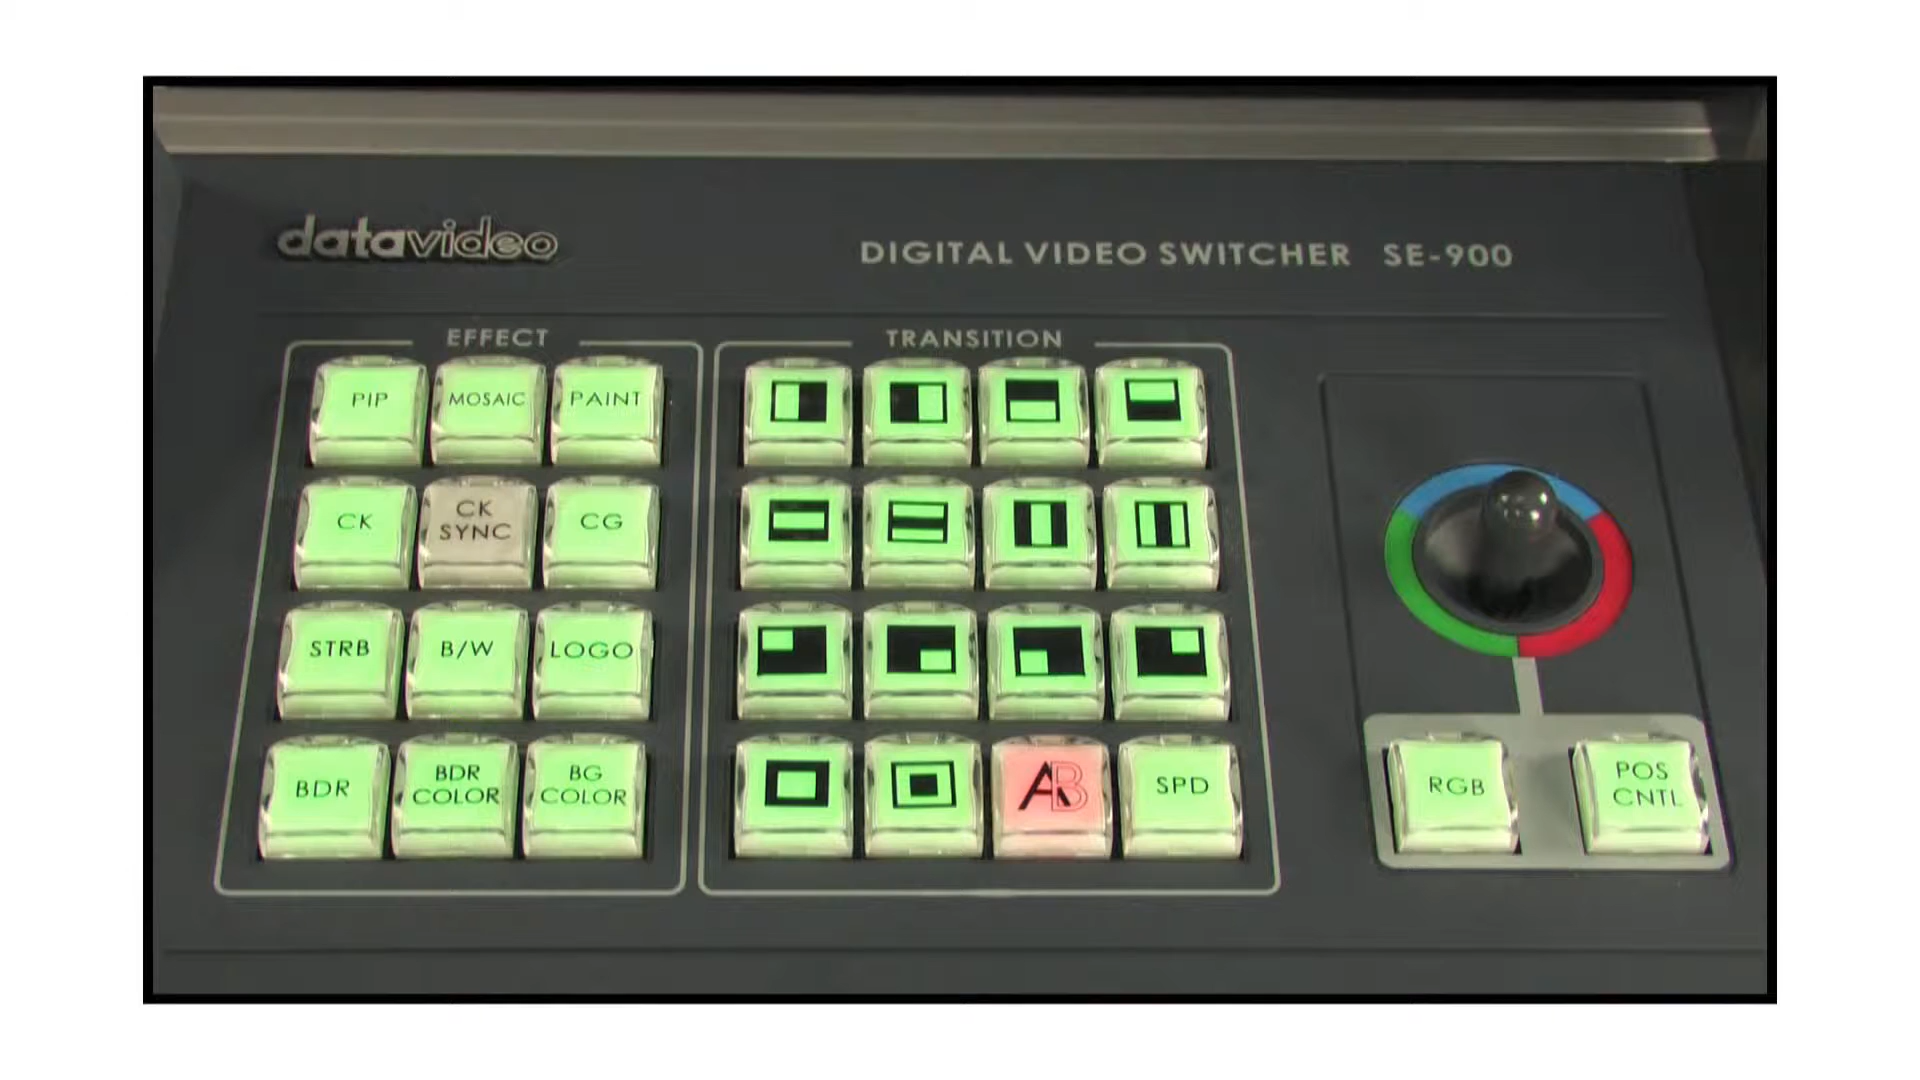 datavideo
DIGITAL VIDEO SWITCHER SE-900
EFFECT
TRANSITION
PIP
MOSAIC
PAINT
CK
CK
SYNC
CG
STRB
B/W
LOGO
BDR
BDR
COLOR
BG
COLOR
AB
SPD
RGB
POS
CNTL